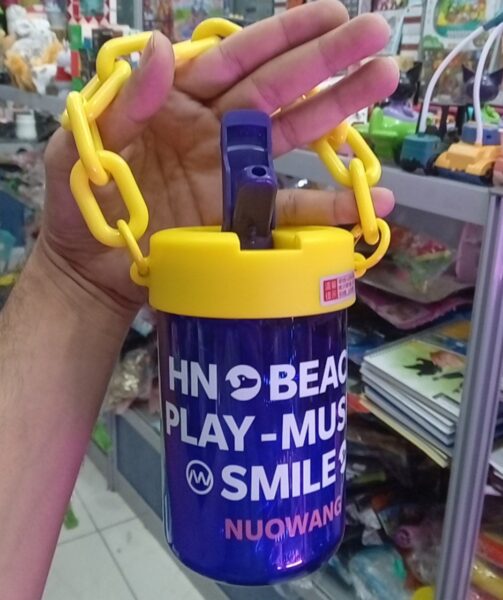 HN BEAC
PLAY-MUS
SMILE
NUOWANG